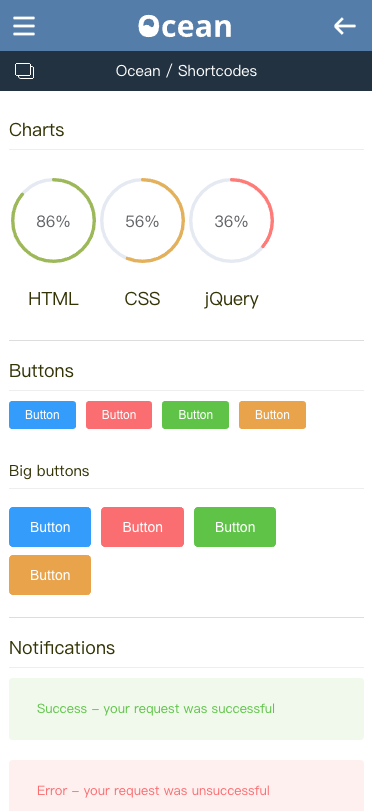 Ocean
Ocean / Shortcodes
Charts
86% 56% 36%
HTML CSS jQuery
Buttons
Button Button Button Button
Big buttons
Button Button Button
Button
Notifications
Success – your request was successful
Error – your request was unsuccessful